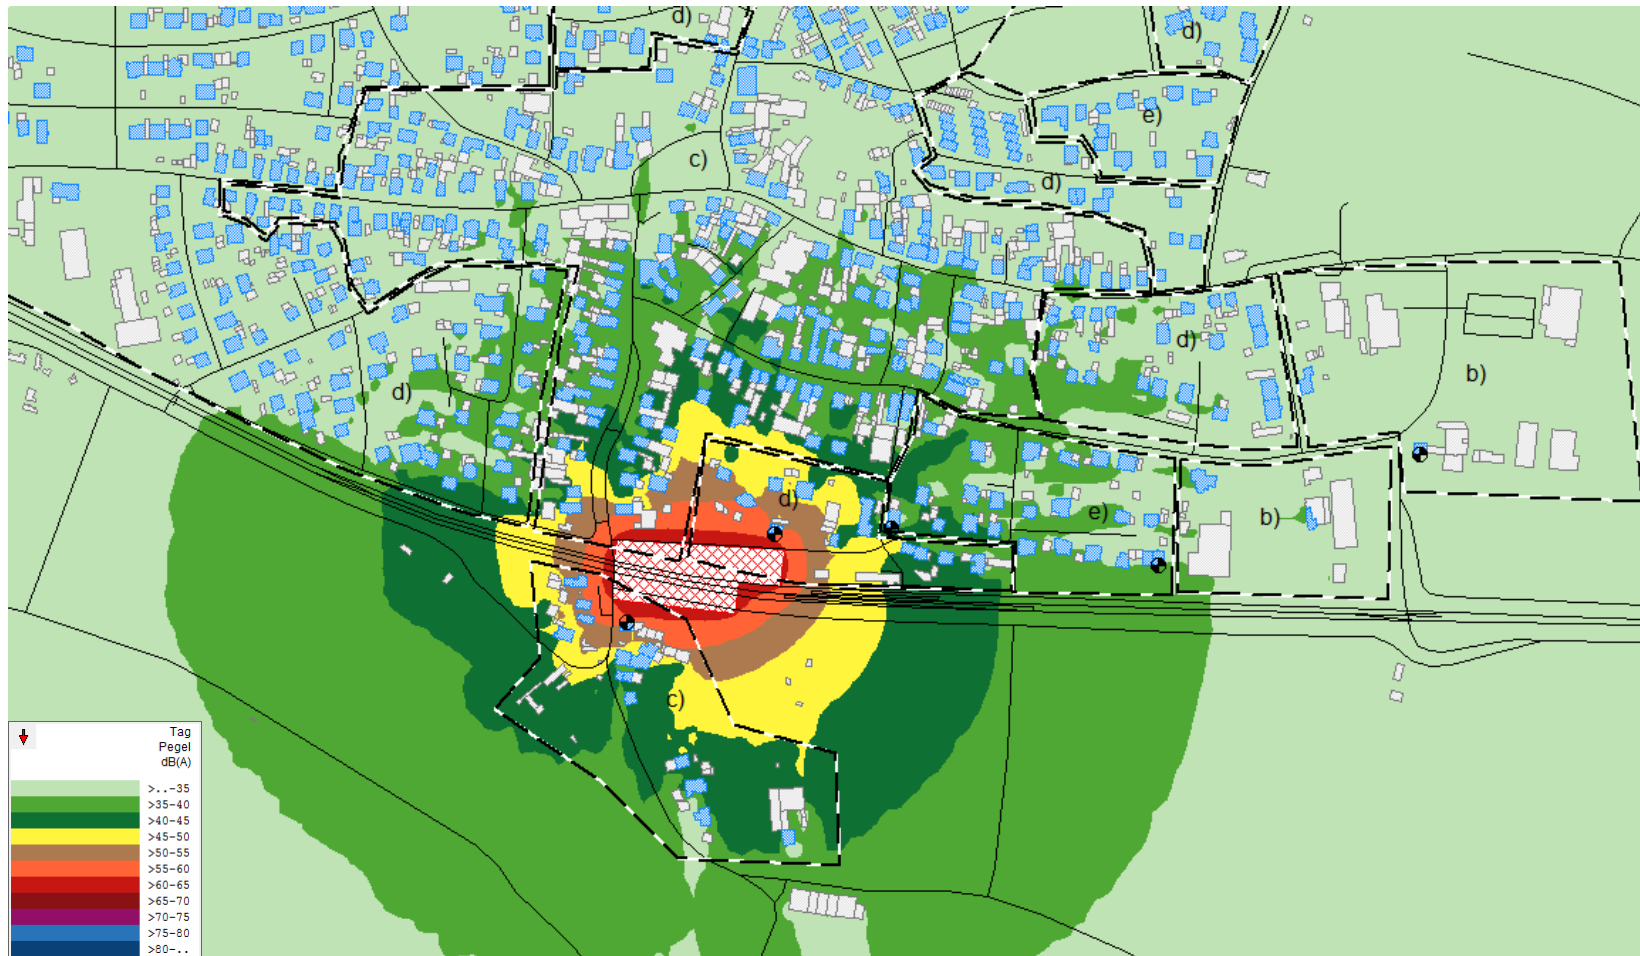 d)
d)
e)
c)
d)
d)
b)
d)
d)
e)
b)
c)
Tag
Pegel
dB(A)
>..-35
>35-40
>40-45
>45-50
>50-55
>55-60
>60-65
>65-70
>70-75
>75-80
>80-..